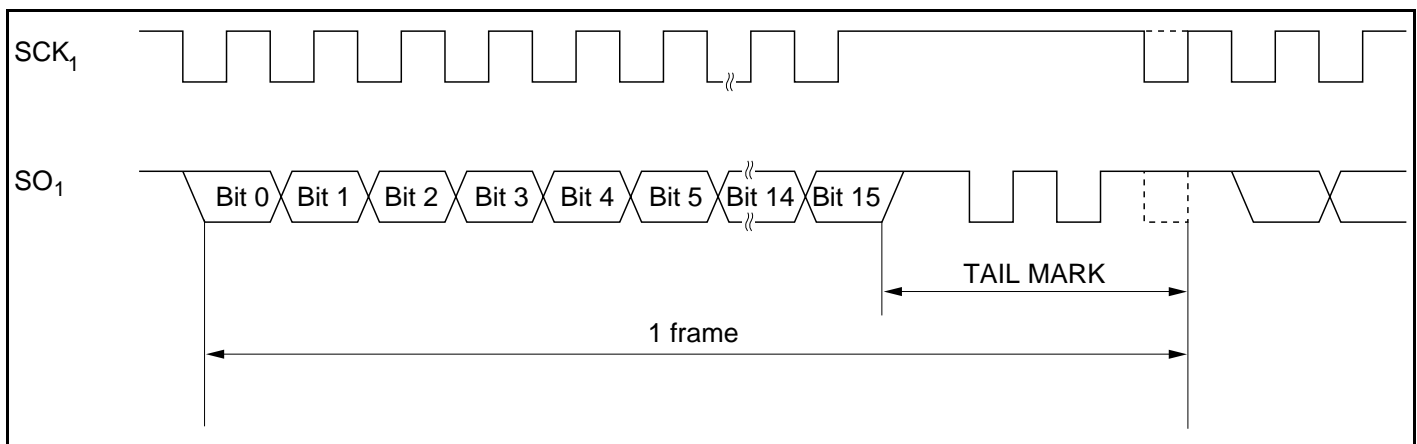 SCK1
SO1
Bit 0 Bit 1 Bit 2 Bit 3 Bit 4 Bit 5 Bit 14 Bit 15
TAIL MARK
1 frame